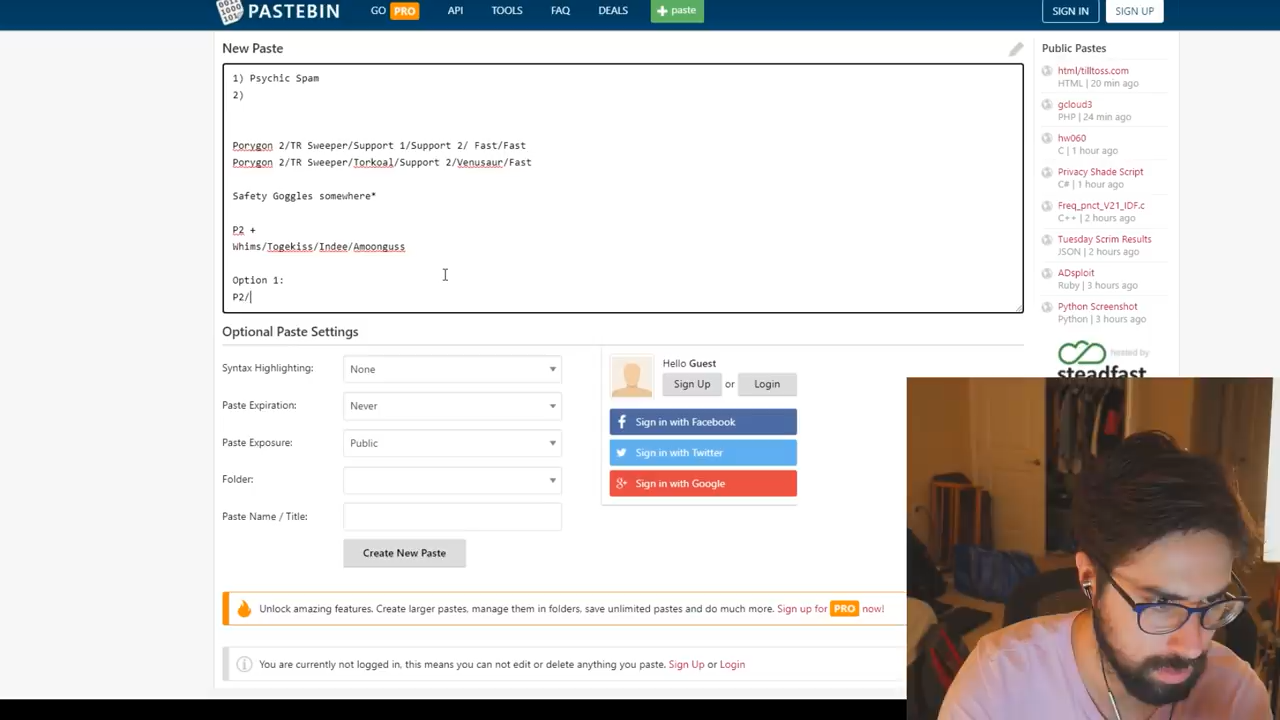 PASTEBIN
GO PRO API TOOLS FAQ DEALS + paste SIGN IN SIGN UP
New Paste
1) Psychic Spam
2)
Porygon 2/TR Sweeper/Support 1/Support 2/ Fast/Fast
Porygon 2/TR Sweeper/Torkoal/Support 2/Venusaur/Fast
Safety Goggles somewhere*
P2 +
Whims/Togekiss/Indee/Amoonguss
Option 1:
P2/
Optional Paste Settings
Syntax Highlighting: None
Paste Expiration: Never
Paste Exposure: Public
Folder:
Paste Name / Title:
Create New Paste
Hello Guest
Sign Up or Login
Sign in with Facebook
Sign in with Twitter
Sign in with Google
Unlock amazing features. Create larger pastes, manage them in folders, save unlimited pastes and do much more. Sign up for PRO now!
You are currently not logged in, this means you can not edit or delete anything you paste. Sign Up or Login
Public Pastes
html/tilltoss.com
HTML | 20 min ago
gcloud3
PHP | 24 min ago
hw060
C | 1 hour ago
Privacy Shade Script
C# | 1 hour ago
Freq_pnct_V21_IDF.c
C++ | 2 hours ago
Tuesday Scrim Results
JSON | 2 hours ago
ADsploit
Ruby | 3 hours ago
Python Screenshot
Python | 3 hours ago
hosted by
steadfast